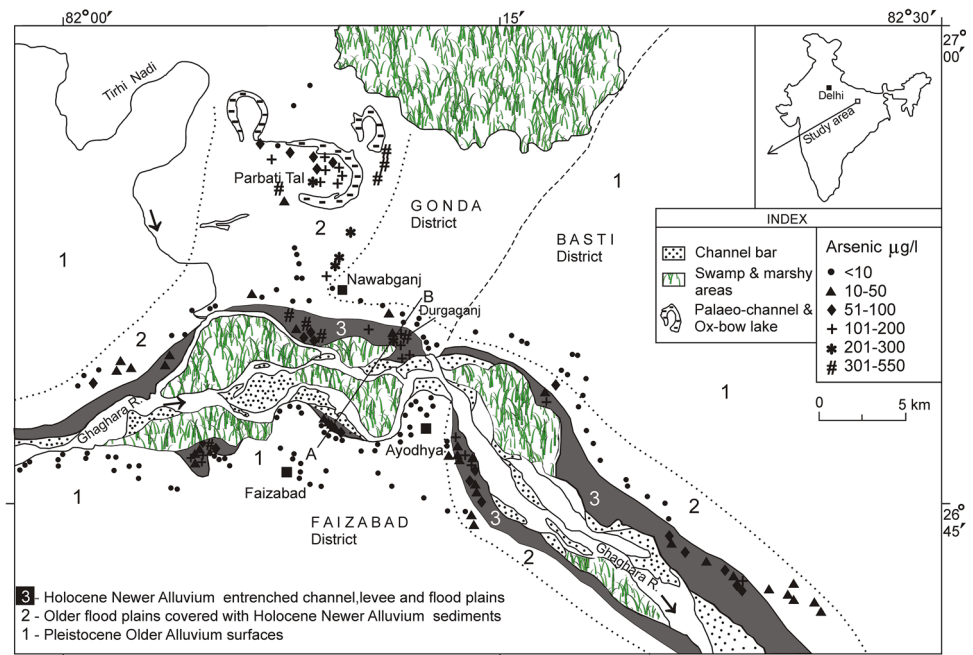 82° 00′
15′
82° 30′
27° 00′
Tirhi Nadi
Delhi
Study area
Parbati Tal
1
2
GONDA
District
BASTI
District
1
INDEX
Channel bar
Swamp & marshy
areas
Palaeo-channel &
Ox-bow lake
Arsenic µg/l
<10
10-50
51-100
101-200
201-300
301-550
0 5 km
Nawabganj
B
Durgaganj
3
2
1
Ghaghara R
A
1
Ayodhya
Faizabad
1
3
3
2
2
26° 45′
FAIZABAD
District
Ghaghara R
3 - Holocene Newer Alluvium entrenched channel,levee and flood plains
2 - Older flood plains covered with Holocene Newer Alluvium sediments
1 - Pleistocene Older Alluvium surfaces